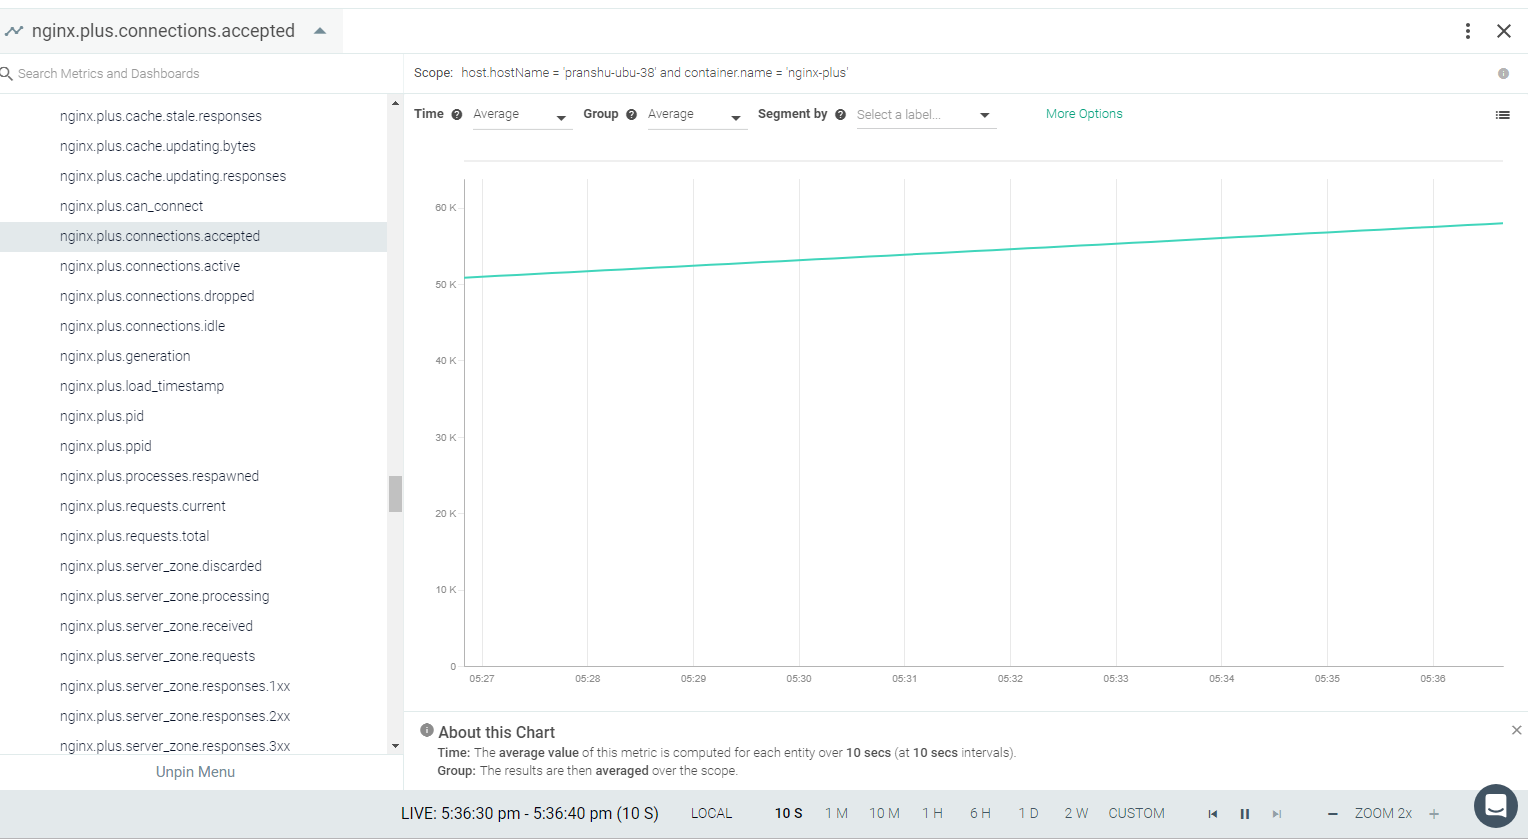 nginx.plus.connections.accepted
Search Metrics and Dashboards
nginx.plus.cache.stale.responses
nginx.plus.cache.updating.bytes
nginx.plus.cache.updating.responses
nginx.plus.can_connect
nginx.plus.connections.accepted
nginx.plus.connections.active
nginx.plus.connections.dropped
nginx.plus.connections.idle
nginx.plus.generation
nginx.plus.load_timestamp
nginx.plus.pid
nginx.plus.ppid
nginx.plus.processes.respawned
nginx.plus.requests.current
nginx.plus.requests.total
nginx.plus.server_zone.discarded
nginx.plus.server_zone.processing
nginx.plus.server_zone.received
nginx.plus.server_zone.requests
nginx.plus.server_zone.responses.1xx
nginx.plus.server_zone.responses.2xx
nginx.plus.server_zone.responses.3xx
Unpin Menu
Scope: host.hostName = 'pranshu-ubu-38' and container.name = 'nginx-plus'
Time ? Average Group ? Average Segment by ? Select a label... More Options
60 K
50 K
40 K
30 K
20 K
10 K
0
05:27 05:28 05:29 05:30 05:31 05:32 05:33 05:34 05:35 05:36
About this Chart
Time: The average value of this metric is computed for each entity over 10 secs (at 10 secs intervals).
Group: The results are then averaged over the scope.
LIVE: 5:36:30 pm - 5:36:40 pm (10 S) LOCAL 10 S 1 M 10 M 1 H 6 H 1 D 2 W CUSTOM − ZOOM 2x +